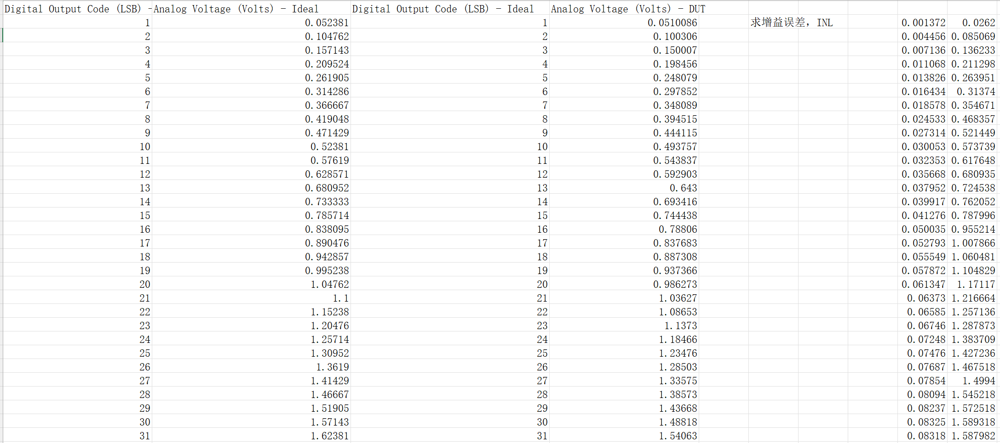 Digital Output Code (LSB) - Analog Voltage (Volts) - Ideal Digital Output Code (LSB) - Ideal Analog Voltage (Volts) - DUT
1 0.052381 1 0.0510086 求增益误差，INL 0.001372 0.0262
2 0.104762 2 0.100306 0.004456 0.085069
3 0.157143 3 0.150007 0.007136 0.136233
4 0.209524 4 0.198456 0.011068 0.211298
5 0.261905 5 0.248079 0.013826 0.263951
6 0.314286 6 0.297852 0.016434 0.31374
7 0.366667 7 0.348089 0.018578 0.354671
8 0.419048 8 0.394515 0.024533 0.468357
9 0.471429 9 0.444115 0.027314 0.521449
10 0.52381 10 0.493757 0.030053 0.573739
11 0.57619 11 0.543837 0.032353 0.617648
12 0.628571 12 0.592903 0.035668 0.680935
13 0.680952 13 0.643 0.037952 0.724538
14 0.733333 14 0.693416 0.039917 0.762052
15 0.785714 15 0.744438 0.041276 0.787996
16 0.838095 16 0.78806 0.050035 0.955214
17 0.890476 17 0.837683 0.052793 1.007866
18 0.942857 18 0.887308 0.055549 1.060481
19 0.995238 19 0.937366 0.057872 1.104829
20 1.04762 20 0.986273 0.061347 1.17117
21 1.1 21 1.03627 0.06373 1.216664
22 1.15238 22 1.08653 0.06585 1.257136
23 1.20476 23 1.1373 0.06746 1.287873
24 1.25714 24 1.18466 0.07248 1.383709
25 1.30952 25 1.23476 0.07476 1.427236
26 1.3619 26 1.28503 0.07687 1.467518
27 1.41429 27 1.33575 0.07854 1.4994
28 1.46667 28 1.38573 0.08094 1.545218
29 1.51905 29 1.43668 0.08237 1.572518
30 1.57143 30 1.48818 0.08325 1.589318
31 1.62381 31 1.54063 0.08318 1.587982